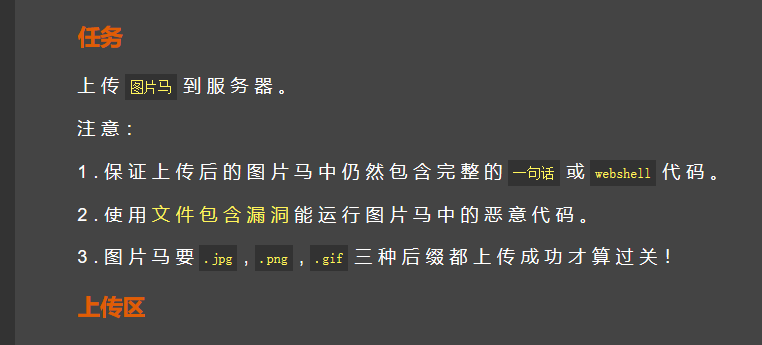 任务
上传 图片马 到服务器。
注意：
1.保证上传后的图片马中仍然包含完整的 一句话 或 webshell 代码。
2.使用文件包含漏洞能运行图片马中的恶意代码。
3.图片马要 .jpg , .png , .gif 三种后缀都上传成功才算过关！
上传区